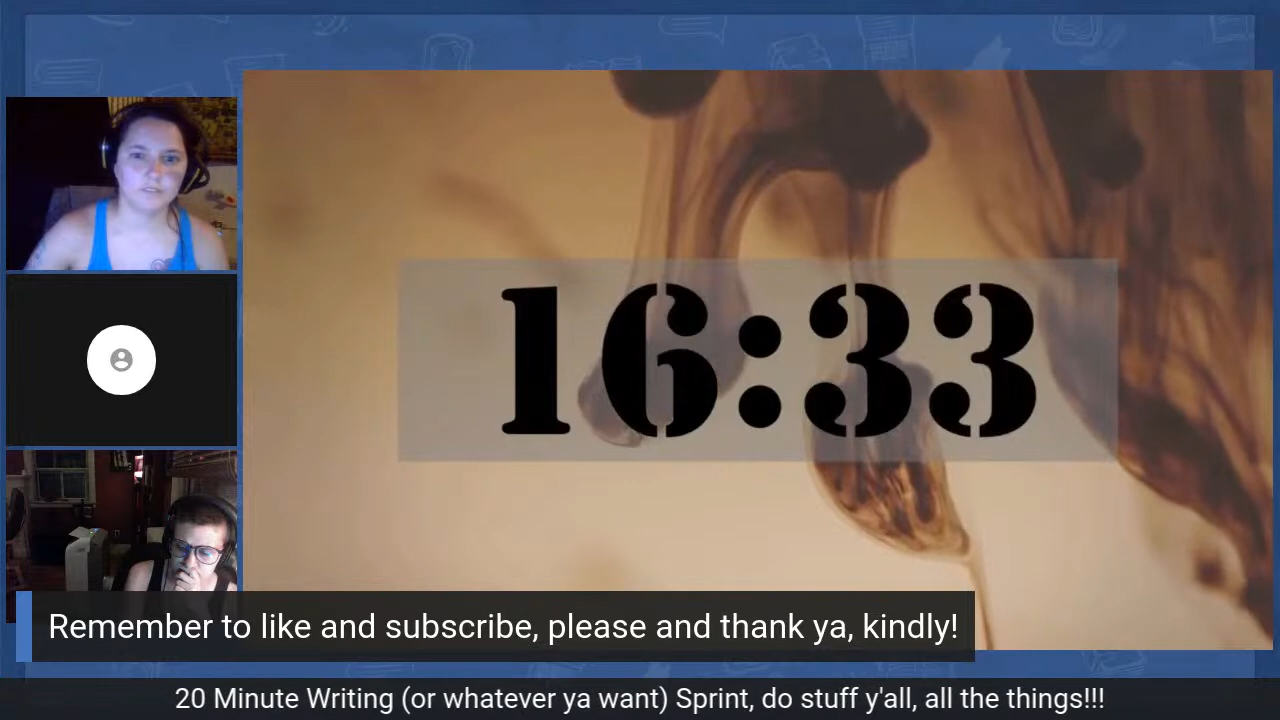 16:33
Remember to like and subscribe, please and thank ya, kindly!
20 Minute Writing (or whatever ya want) Sprint, do stuff y'all, all the things!!!